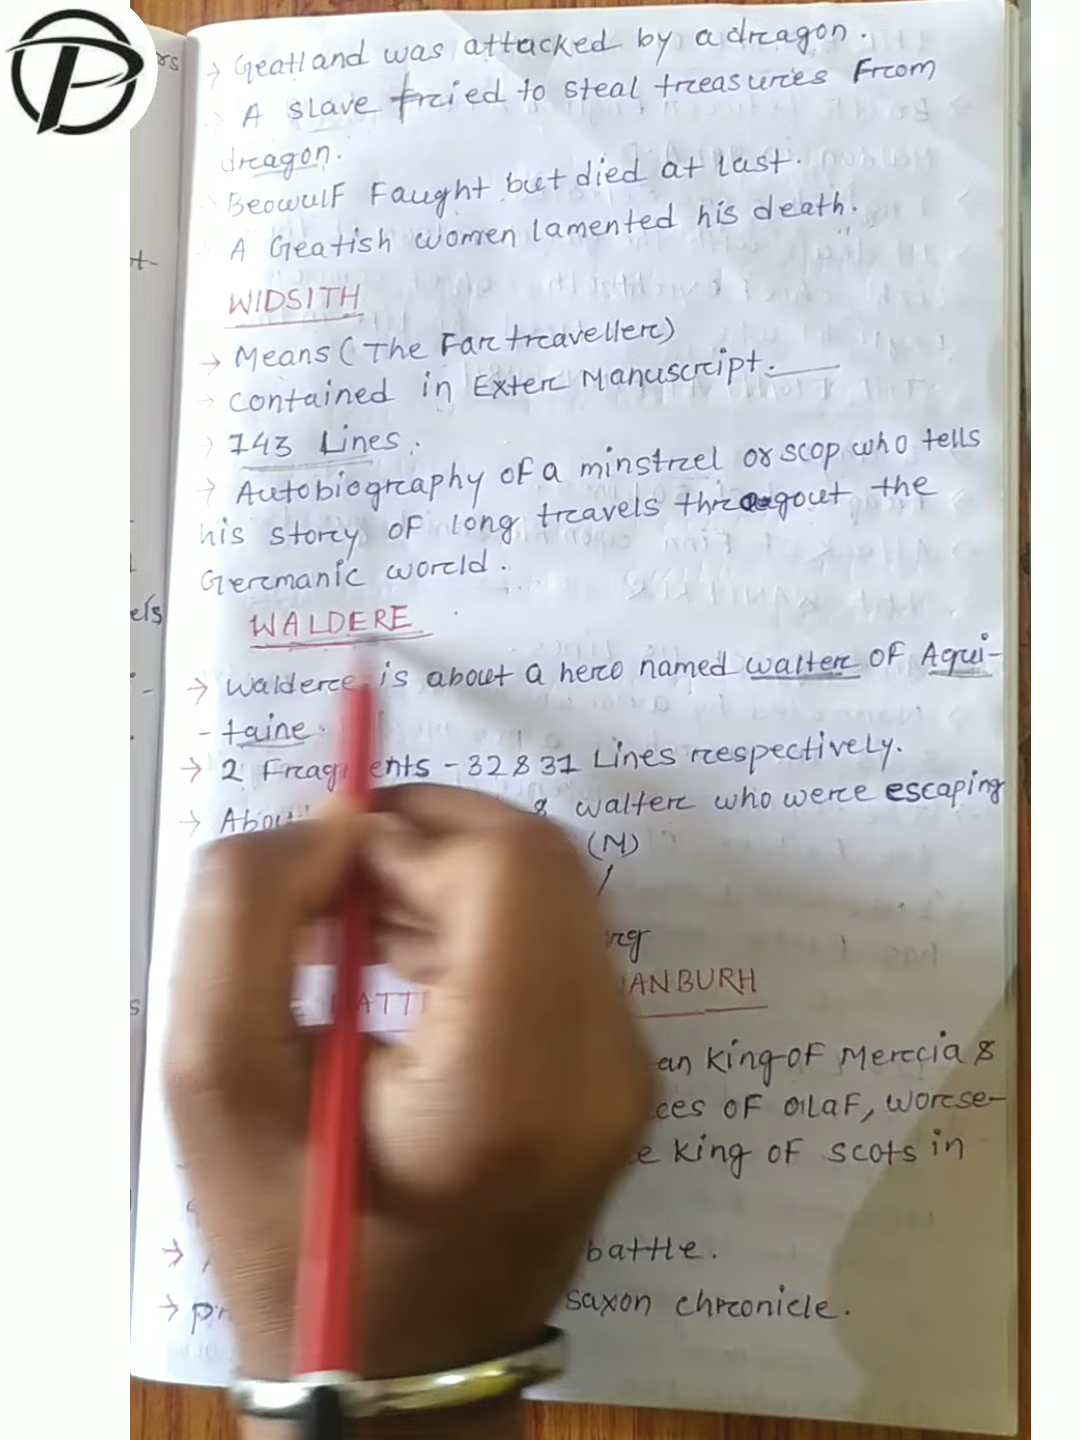 → Geatland was attacked by a dragon.
→ A slave tried to steal treasures From
dragon.
→ Beowulf Faught but died at last.
A Geatish women lamented his death.
WIDSITH
→ Means (The Far traveller)
→ contained in Exter Manuscript.
→ 143 Lines.
→ Autobiography of a minstrel or scop who tells
his story of long travels thraogout the
Germanic world.
WALDERE
→ Waldere is about a hero named walter of Aqui-
- taine.
→ 2 - 32 & 31 Lines respectively.
→ & walter who were escaping
(M)
ANBURH
an King of Mercia &
ces of olaf, worse-
e king of scots in
→ battle.
→ saxon chronicle.